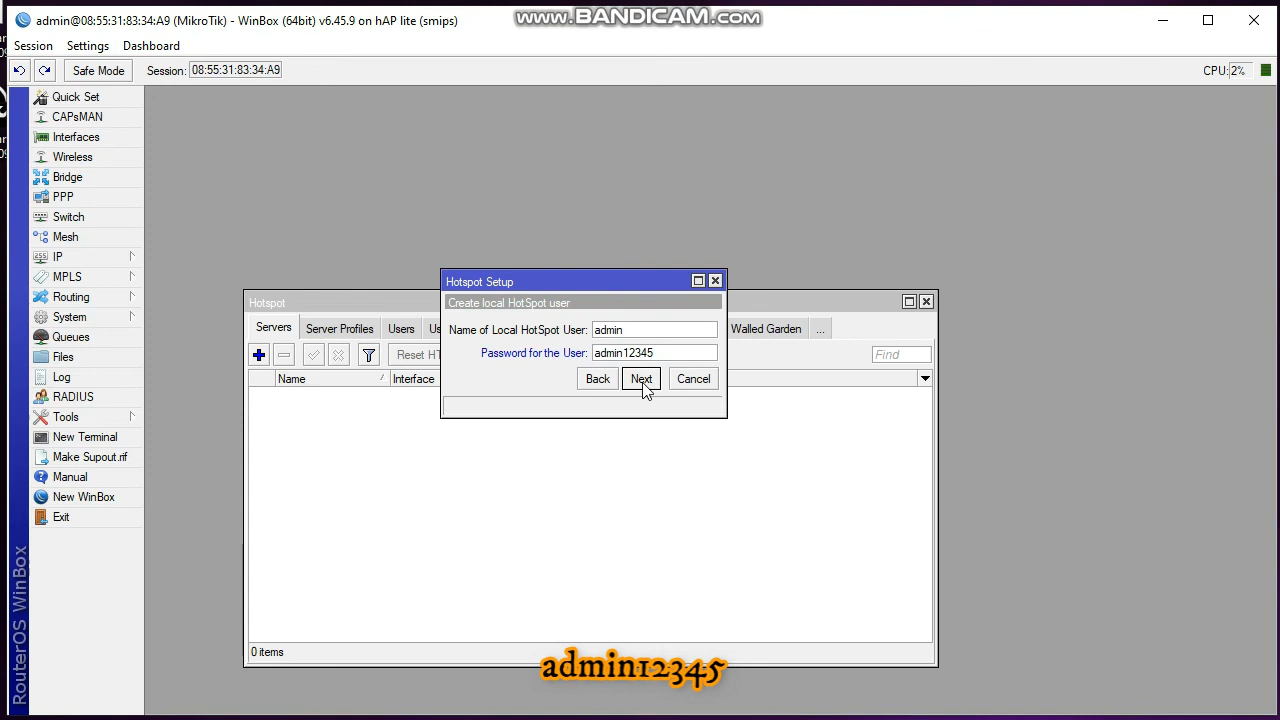 www.BANDICAM.com
admin@08:55:31:83:34:A9 (MikroTik) - WinBox (64bit) v6.45.9 on hAP lite (smips)
Session Settings Dashboard
Safe Mode Session: 08:55:31:83:34:A9 CPU: 2%
Quick Set
CAPsMAN
Interfaces
Wireless
Bridge
PPP
Switch
Mesh
IP
MPLS
Routing
System
Queues
Files
Log
RADIUS
Tools
New Terminal
Make Supout.rif
Manual
New WinBox
Exit
RouterOS WinBox
Hotspot
Servers Server Profiles Users Us Walled Garden ...
Reset HT Find
Name Interface
0 items
Hotspot Setup
Create local HotSpot user
Name of Local HotSpot User: admin
Password for the User: admin12345
Back Next Cancel
admin12345